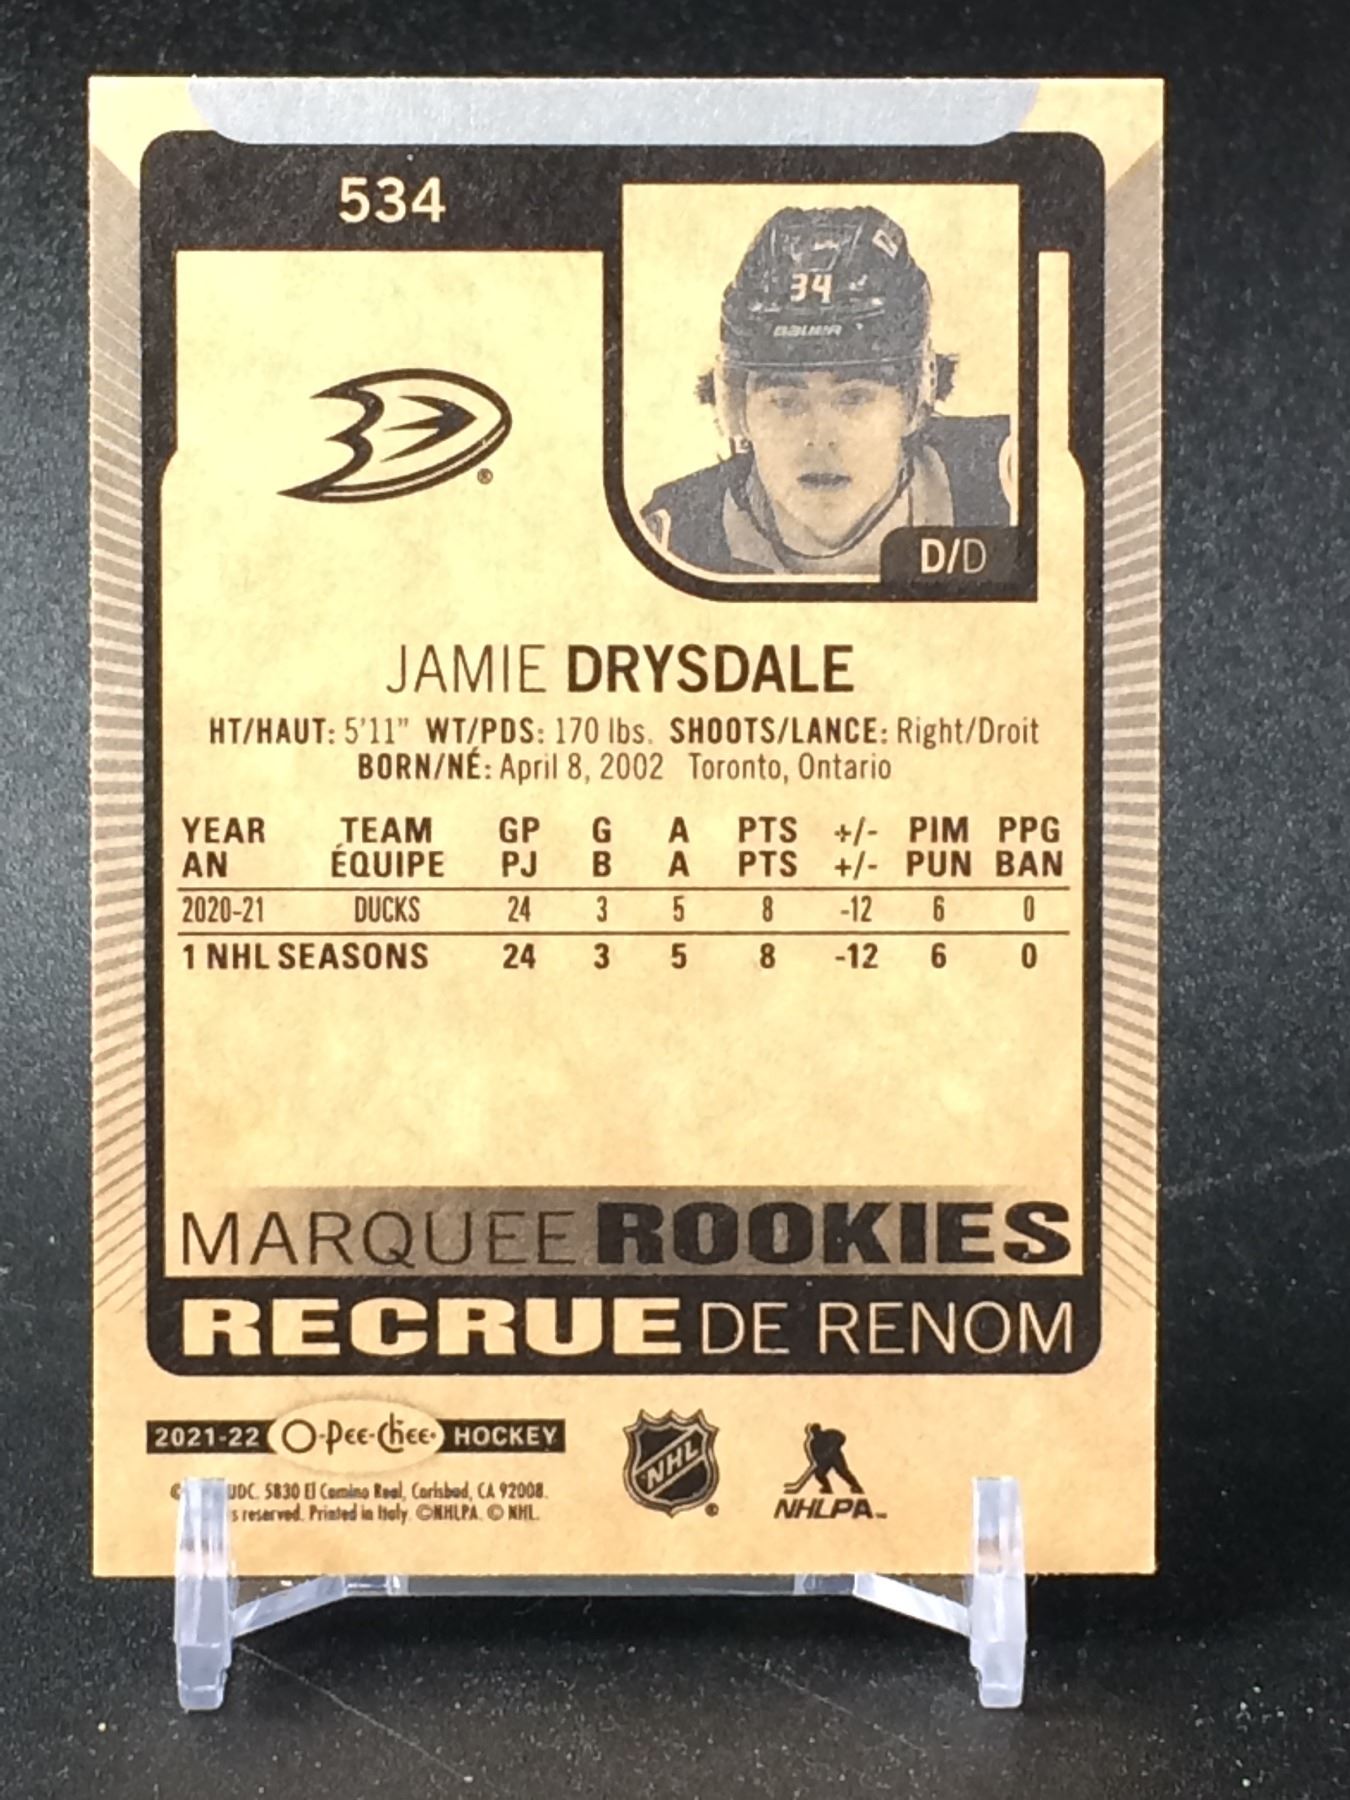 534
34
BAUER
D/D
JAMIE DRYSDALE
HT/HAUT: 5'11" WT/PDS: 170 lbs. SHOOTS/LANCE: Right/Droit
BORN/NÉ: April 8, 2002 Toronto, Ontario
YEAR TEAM GP G A PTS +/- PIM PPG
AN ÉQUIPE PJ B A PTS +/- PUN BAN
2020-21 DUCKS 24 3 5 8 -12 6 0
1 NHL SEASONS 24 3 5 8 -12 6 0
MARQUEE ROOKIES
RECRUE DE RENOM
2021-22 O-Pee-Chee HOCKEY
© UDC. 5830 El Camino Real, Carlsbad, CA 92008.
reserved. Printed in Italy. ©NHLPA. © NHL.
NHL
NHLPA